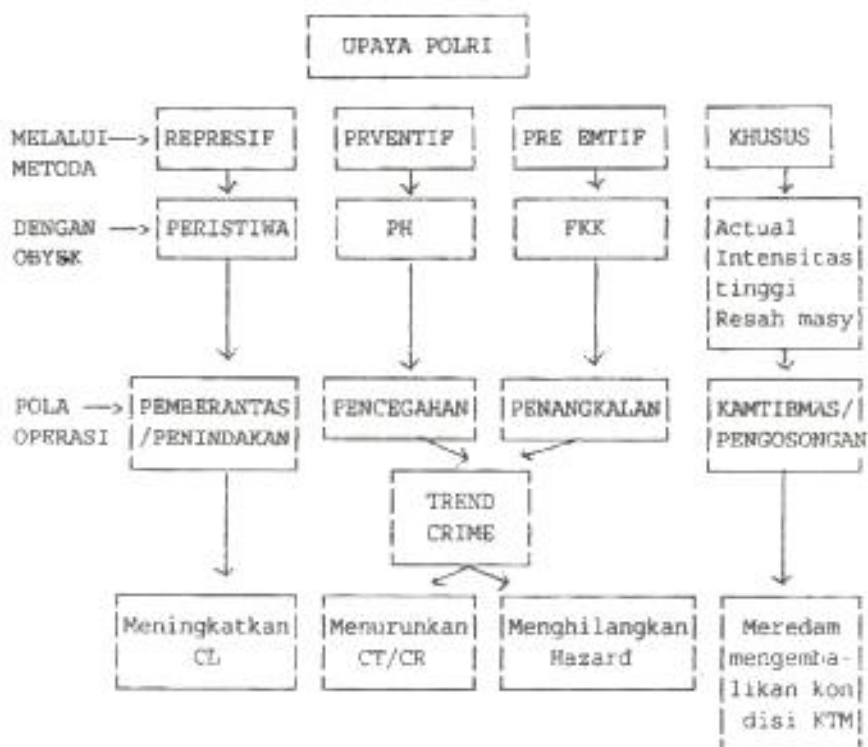 UPAYA POLRI
MELALUI REPRESIF PRVENTIF PRE EMTIF KHUSUS
METODA
DENGAN PERISTIWA PH FKK Actual
OBYEK Intensitas
tinggi
Resah masy
POLA PEMBERANTAS PENCEGAHAN PENANGKALAN KAMTIBMAS/
OPERASI /PENINDAKAN PENGOSONGAN
TREND
CRIME
Meningkatkan Menurunkan Menghilangkan Meredam
CL CT/CR Hazard mengemba-
likan kon
disi KTM